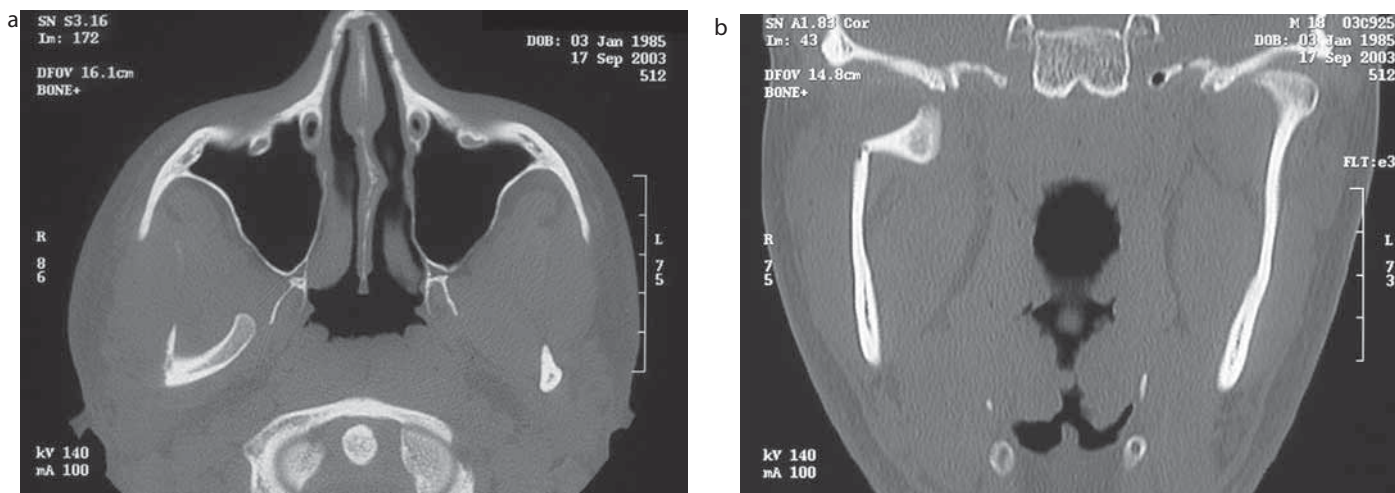 a
SN S3.16
Im: 172
DFOV 16.1cm
BONE+
DOB: 03 Jan 1985
17 Sep 2003
512
R
8
6
L
7
5
kV 140
mA 100
b
SN A1.83 Cor
Im: 43
DFOV 14.8cm
BONE+
M 18 03C925
DOB: 03 Jan 1985
17 Sep 2003
512
FLT:e3
R
7
5
L
7
3
kV 140
mA 100